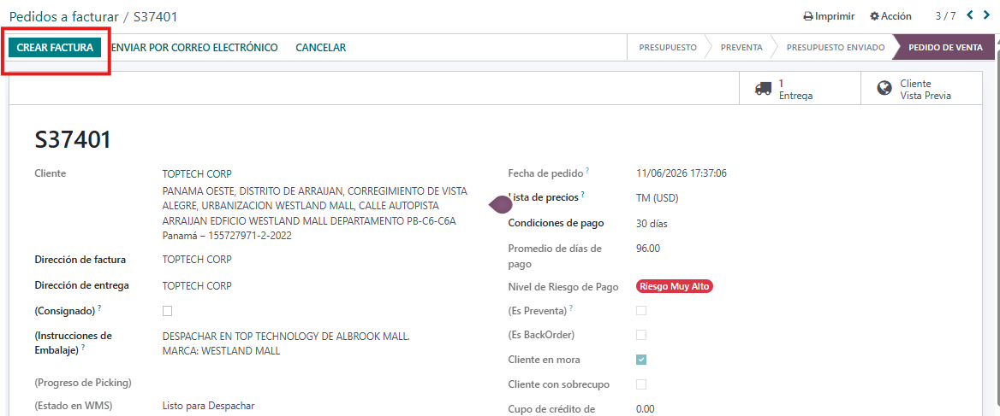 Pedidos a facturar / S37401
Imprimir Acción 3 / 7
CREAR FACTURA ENVIAR POR CORREO ELECTRÓNICO CANCELAR
PRESUPUESTO PREVENTA PRESUPUESTO ENVIADO PEDIDO DE VENTA
1
Entrega
Cliente
Vista Previa
S37401
Cliente TOPTECH CORP
PANAMA OESTE, DISTRITO DE ARRAIJAN, CORREGIMIENTO DE VISTA
ALEGRE, URBANIZACION WESTLAND MALL, CALLE AUTOPISTA
ARRAIJAN EDFICIO WESTLAND MALL DEPARTAMENTO PB-C6-C6A
Panamá – 155727971-2-2022
Dirección de factura TOPTECH CORP
Dirección de entrega TOPTECH CORP
(Consignado) ?
(Instrucciones de
Embalaje) ?
DESPACHAR EN TOP TECHNOLOGY DE ALBROOK MALL.
MARCA: WESTLAND MALL
(Progreso de Picking)
(Estado en WMS) Listo para Despachar
Fecha de pedido ? 11/06/2026 17:37:06
Lista de precios ? TM (USD)
Condiciones de pago 30 días
Promedio de días de
pago
96.00
Nivel de Riesgo de Pago Riesgo Muy Alto
(Es Preventa) ?
(Es BackOrder)
Cliente en mora
Cliente con sobrecupo
Cupo de crédito de 0.00